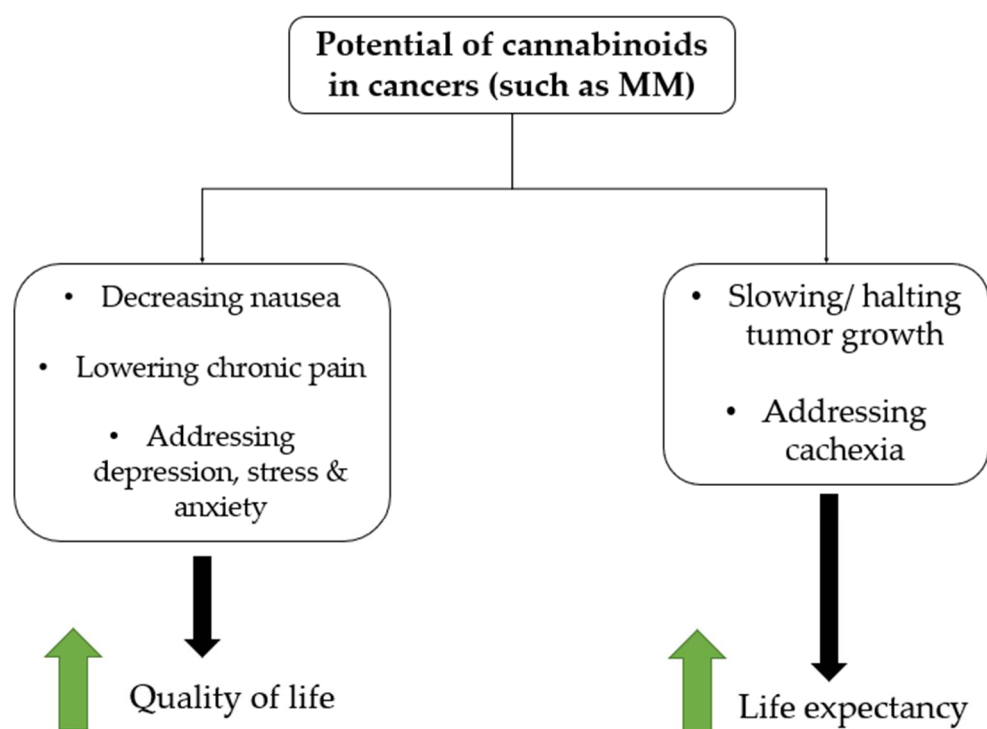 Potential of cannabinoids
in cancers (such as MM)
• Decreasing nausea
• Lowering chronic pain
• Addressing
depression, stress &
anxiety
Quality of life
• Slowing/ halting
tumor growth
• Addressing
cachexia
Life expectancy